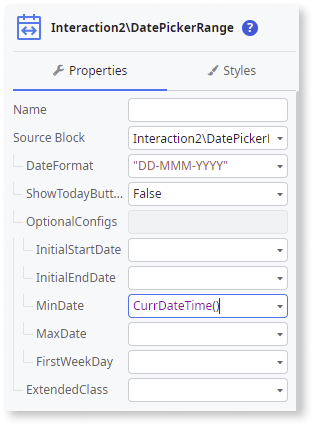 Interaction2\DatePickerRange ?
Properties Styles
Name
Source Block Interaction2\DatePickerI
DateFormat "DD-MMM-YYYY"
ShowTodayButt... False
OptionalConfigs
InitialStartDate
InitialEndDate
MinDate CurrDateTime()
MaxDate
FirstWeekDay
ExtendedClass